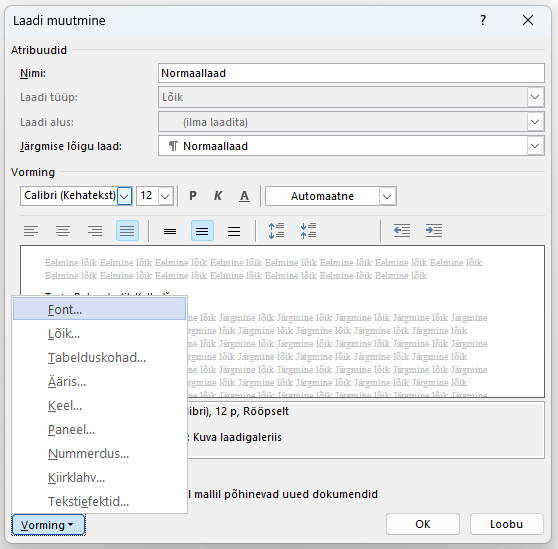 Laadi muutmine ?
Atribuudid
Nimi: Normaallaad
Laadi tüüp: Lõik
Laadi alus: (ilma laadita)
Järgmise lõigu laad: ¶ Normaallaad
Vorming
Calibri (Kehatekst) 12 P K A Automaatne
Eelmine lõik Eelmine lõik Eelmine lõik Eelmine lõik Eelmine lõik Eelmine lõik Eelmine lõik Eelmine lõik
Eelmine lõik Eelmine lõik Eelmine lõik Eelmine lõik Eelmine lõik Eelmine lõik Eelmine lõik
lõik Järgmine lõik Järgmine lõik Järgmine lõik Järgmine
Järgmine lõik Järgmine lõik Järgmine lõik Järgmine lõik
Järgmine lõik Järgmine lõik Järgmine lõik Järgmine lõik
lõik Järgmine lõik Järgmine lõik Järgmine lõik Järgmine
Järgmine lõik Järgmine lõik Järgmine lõik Järgmine lõik
Järgmine lõik Järgmine lõik Järgmine lõik Järgmine lõik
lõik Järgmine lõik Järgmine lõik Järgmine lõik Järgmine
Font...
Lõik...
Tabelduskohad...
Ääris...
Keel...
Paneel...
Nummerdus...
Kiirklahv...
Tekstiefektid...
libri), 12 p, Rööpselt
: Kuva laadigaleriis
l mallil põhinevad uued dokumendid
Vorming OK Loobu